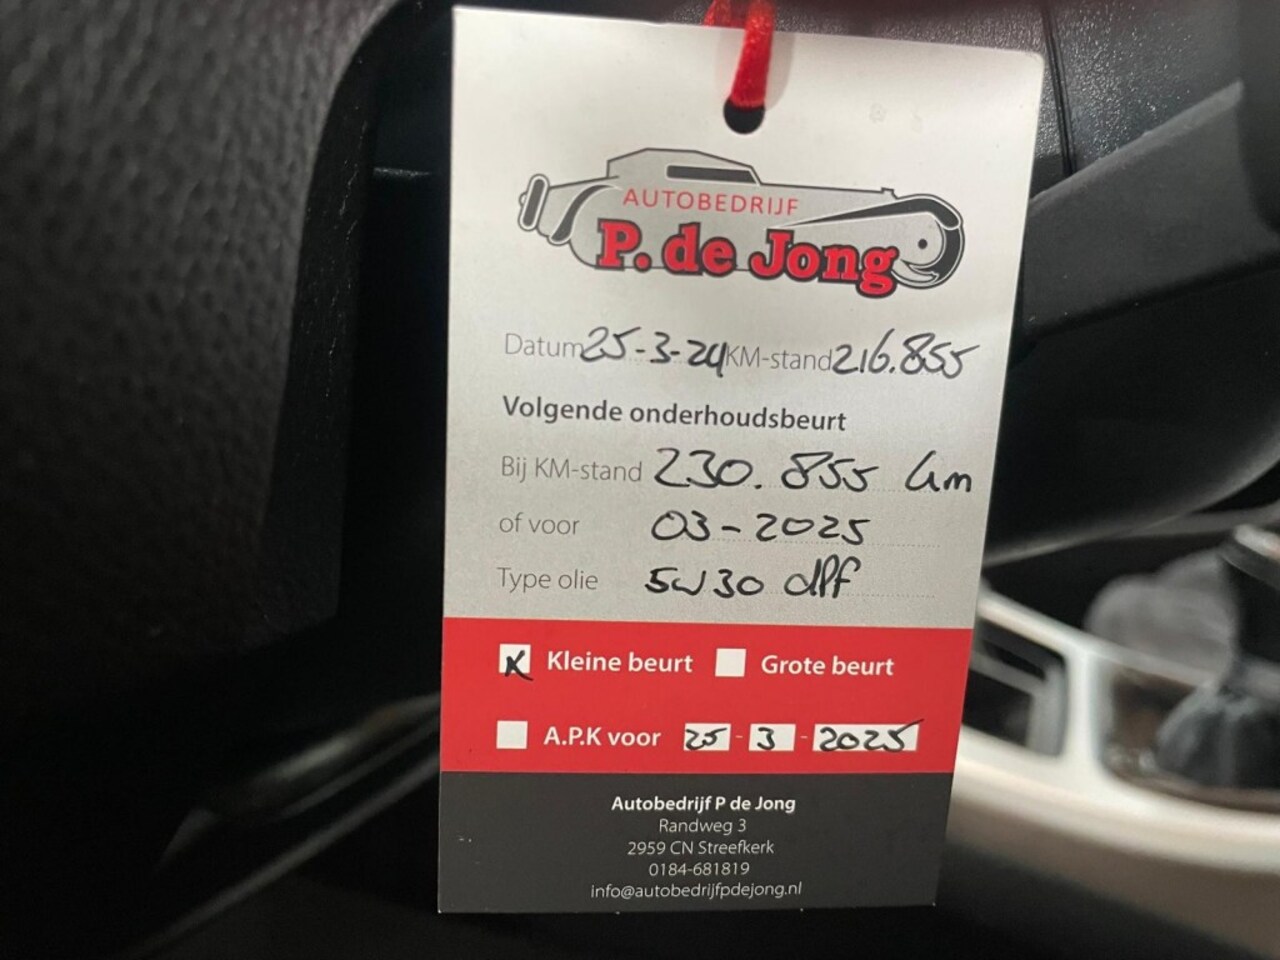 AUTOBEDRIJF
P. de Jong
Datum 25-3-24 KM-stand 216.855
Volgende onderhoudsbeurt
Bij KM-stand 230.855 km
of voor 03-2025
Type olie 5W30 dpf
x Kleine beurt Grote beurt
A.P.K voor 25 - 3 - 2025
Autobedrijf P de Jong
Randweg 3
2959 CN Streefkerk
0184-681819
info@autobedrijfpdejong.nl